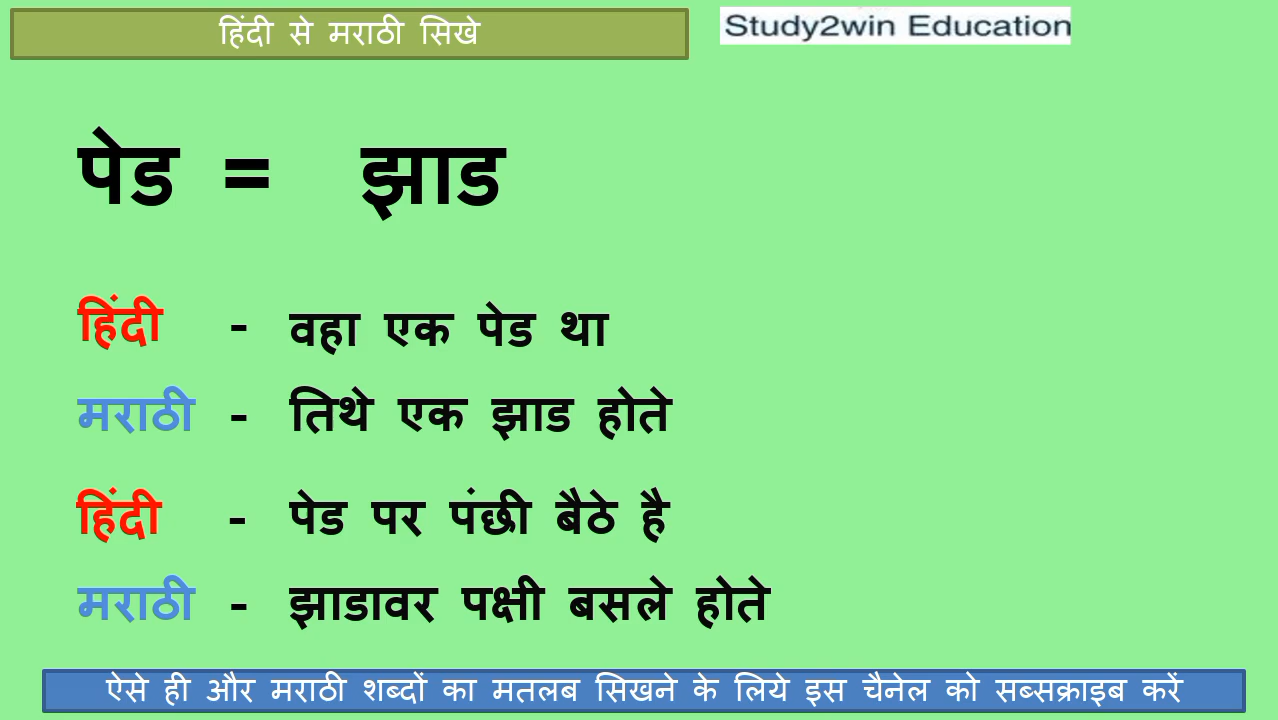 हिंदी से मराठी सिखे
Study2win Education
पेड = झाड
हिंदी - वहा एक पेड था
मराठी - तिथे एक झाड होते
हिंदी - पेड पर पंछी बैठे है
मराठी - झाडावर पक्षी बसले होते
ऐसे ही और मराठी शब्दों का मतलब सिखने के लिये इस चैनेल को सब्सक्राइब करें